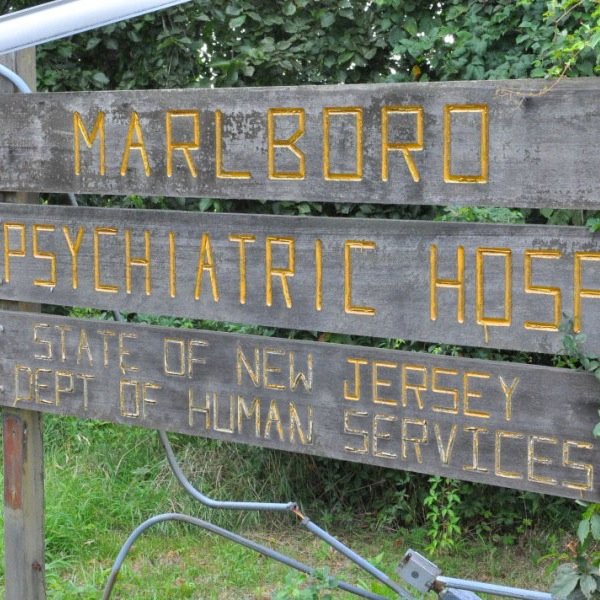 MARLBORO
PSYCHIATRIC HOSP
STATE OF NEW JERSEY
DEPT OF HUMAN SERVICES